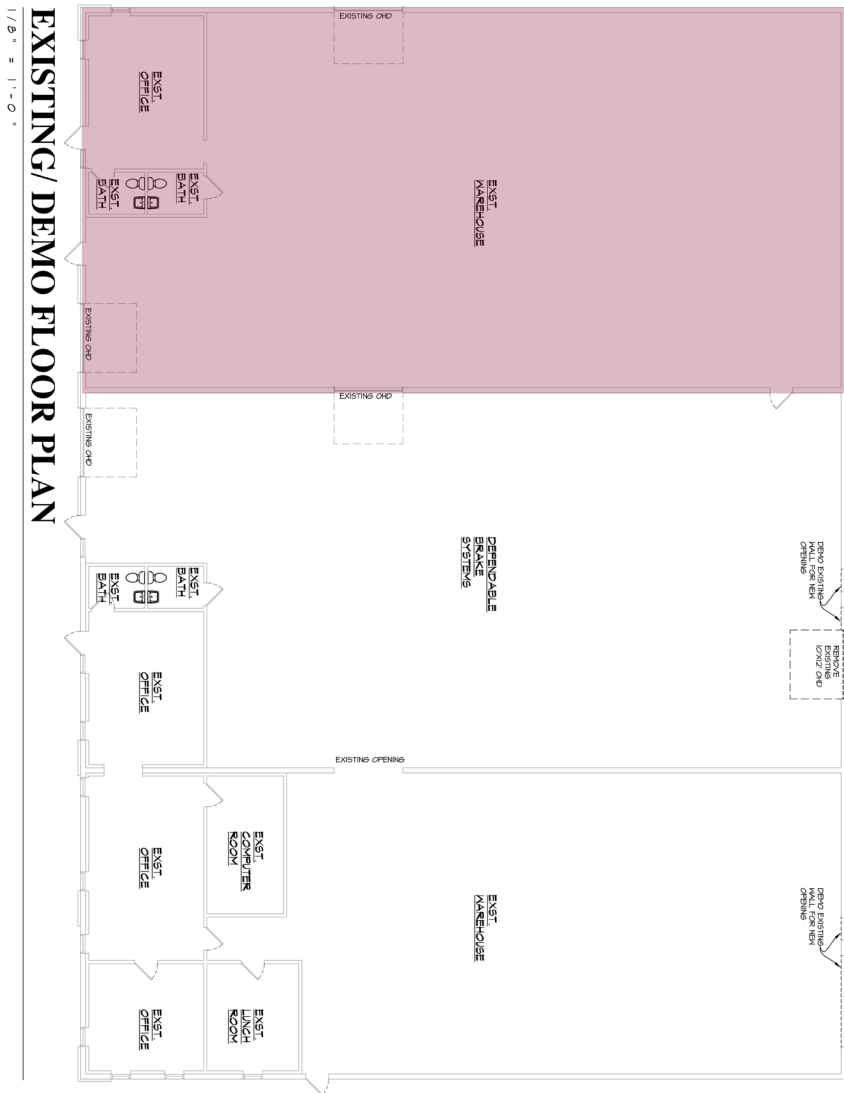 EXISTING/ DEMO FLOOR PLAN
1/8" = 1'-0"
EXISTING OHD
EXST.
OFFICE
EXST.
BATH
EXST.
BATH
EXST.
WAREHOUSE
EXISTING OHD
EXISTING OHD
EXISTING OHD
DEPENDABLE
BRAKE
SYSTEMS
DEMO EXISTING
WALL FOR NEW
OPENING
REMOVE
EXISTING
10'X12' OHD
EXST.
BATH
EXST.
BATH
EXST.
OFFICE
EXISTING OPENING
EXST.
OFFICE
EXST.
COMPUTER
ROOM
EXST.
WAREHOUSE
DEMO EXISTING
WALL FOR NEW
OPENING
EXST.
OFFICE
EXST.
LUNCH
ROOM